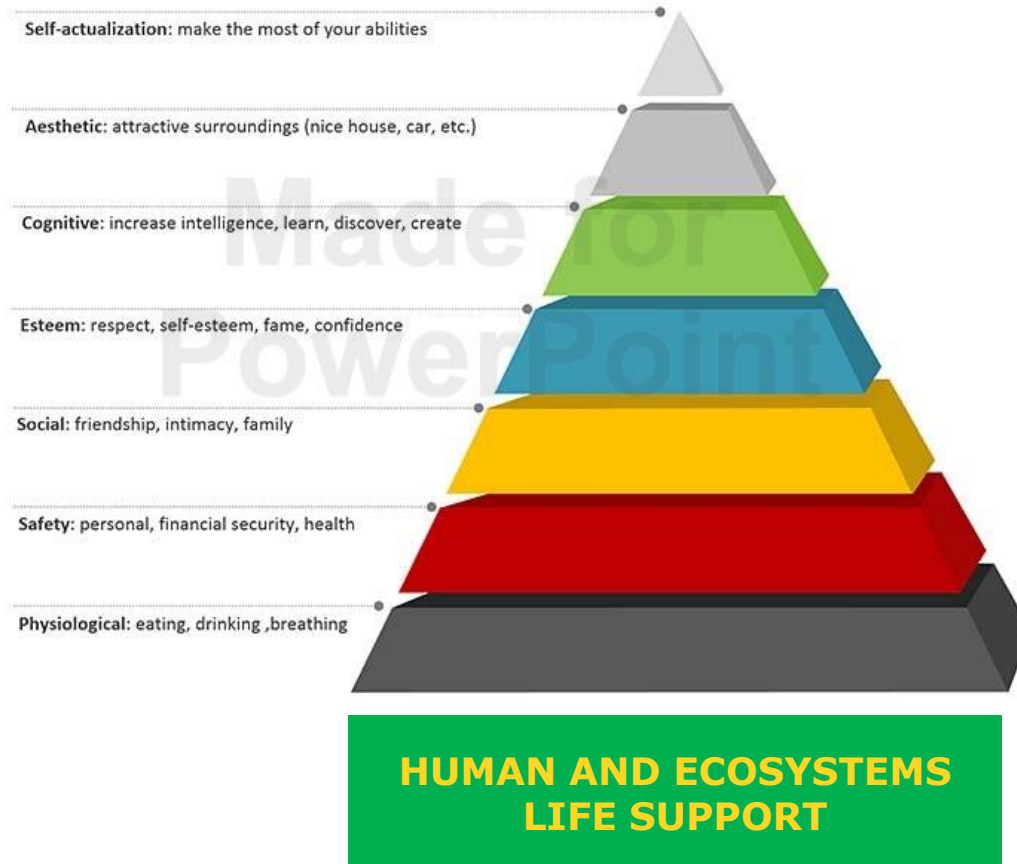 Self-actualization: make the most of your abilities
Aesthetic: attractive surroundings (nice house, car, etc.)
Made for
Cognitive: increase intelligence, learn, discover, create
Esteem: respect, self-esteem, fame, confidence
PowerPoint
Social: friendship, intimacy, family
Safety: personal, financial security, health
Physiological: eating, drinking ,breathing
HUMAN AND ECOSYSTEMS
LIFE SUPPORT